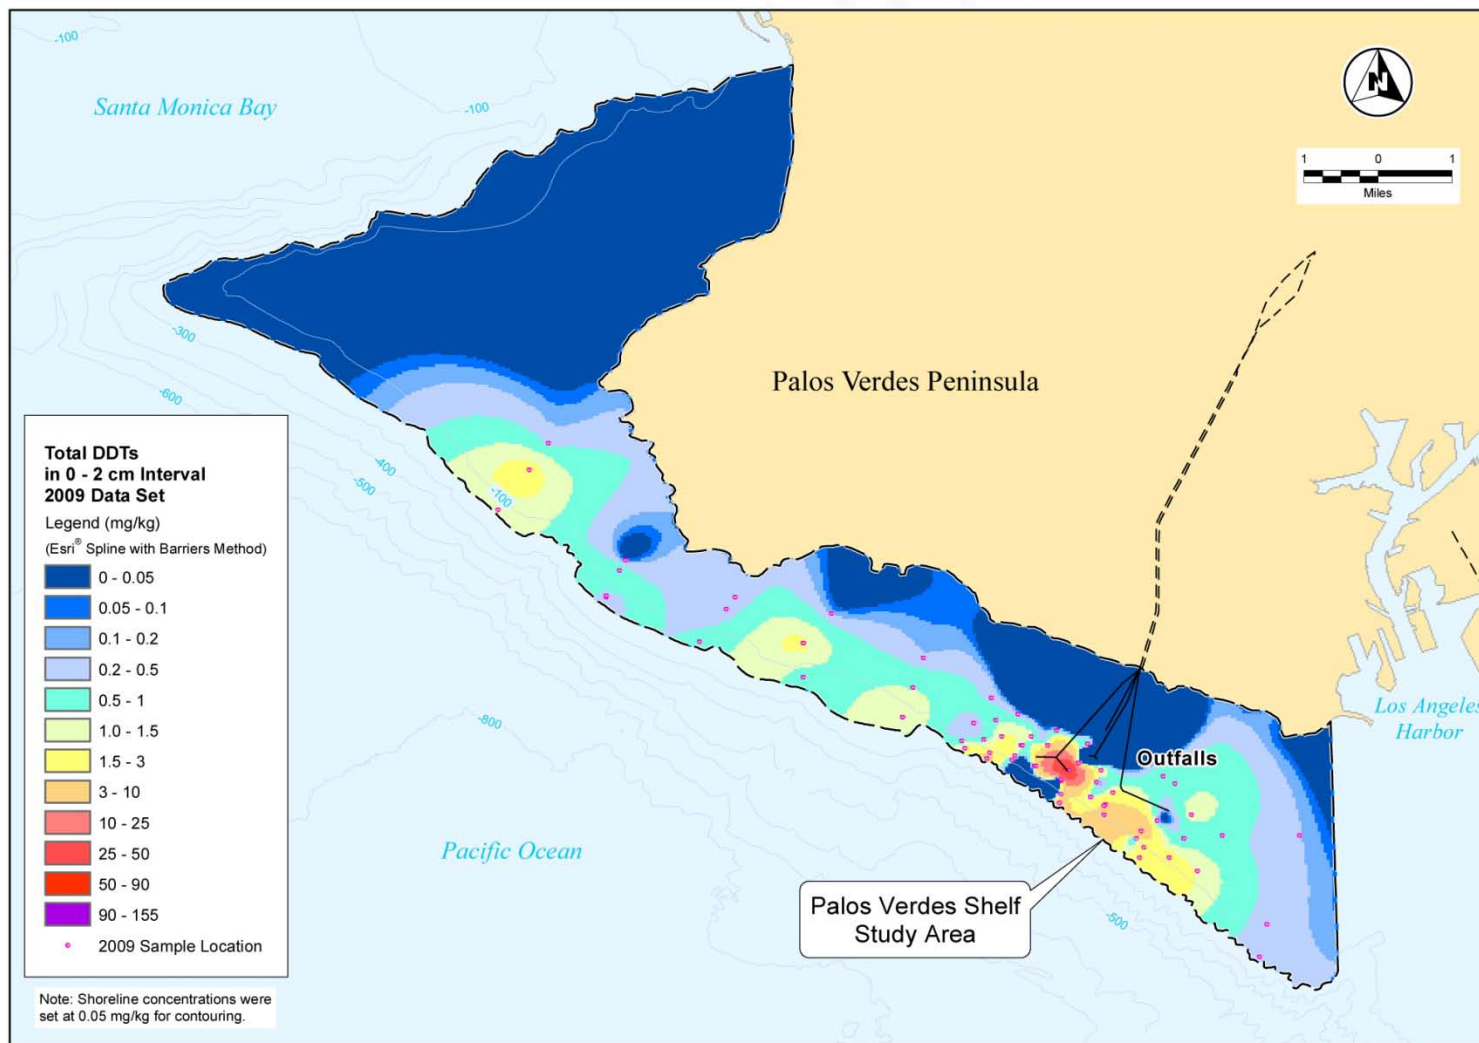 -100
Santa Monica Bay
-100
N
1 0 1
Miles
-300
-600
Palos Verdes Peninsula
-400
-500
-100
Total DDTs
in 0 - 2 cm Interval
2009 Data Set
Legend (mg/kg)
(Esri® Spline with Barriers Method)
0 - 0.05
0.05 - 0.1
0.1 - 0.2
0.2 - 0.5
0.5 - 1
1.0 - 1.5
1.5 - 3
3 - 10
10 - 25
25 - 50
50 - 90
90 - 155
2009 Sample Location
Note: Shoreline concentrations were
set at 0.05 mg/kg for contouring.
-800
Los Angeles
Harbor
Outfalls
Pacific Ocean
Palos Verdes Shelf
Study Area
-500